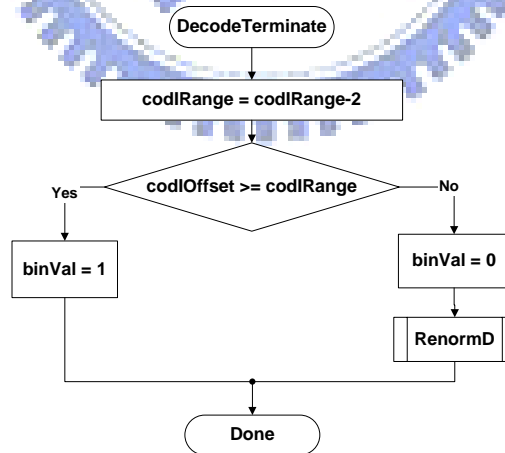 DecodeTerminate
codIRange = codIRange-2
codIOffset >= codIRange
Yes
No
binVal = 1
binVal = 0
RenormD
Done